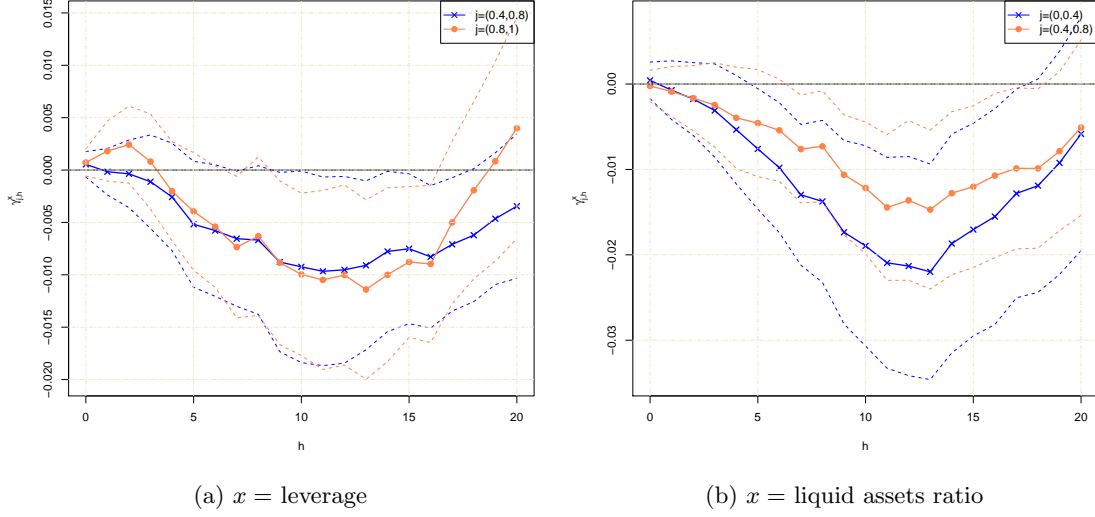 j=(0.4,0.8)
j=(0.8,1)
0.015
0.010
0.005
0.000
−0.005
−0.010
−0.015
−0.020
γˣⱼ,ₕ
0 5 10 15 20
h
(a) x = leverage
j=(0,0.4)
j=(0.4,0.8)
0.00
−0.01
−0.02
−0.03
γˣⱼ,ₕ
0 5 10 15 20
h
(b) x = liquid assets ratio